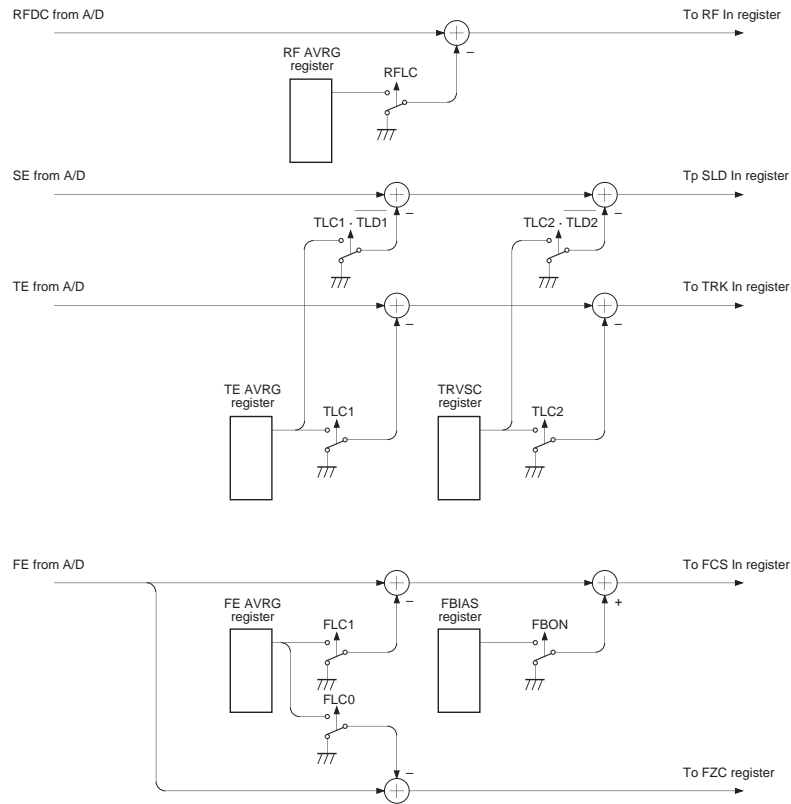 RFDC from A/D
To RF In register
RF AVRG
register
RFLC
–
SE from A/D
Tp SLD In register
–
–
TLC1 · T̅L̅D̅1̅
TLC2 · T̅L̅D̅2̅
TE from A/D
To TRK In register
–
–
TE AVRG
register
TLC1
TRVSC
register
TLC2
FE from A/D
To FCS In register
–
+
FE AVRG
register
FLC1
FBIAS
register
FBON
FLC0
–
To FZC register